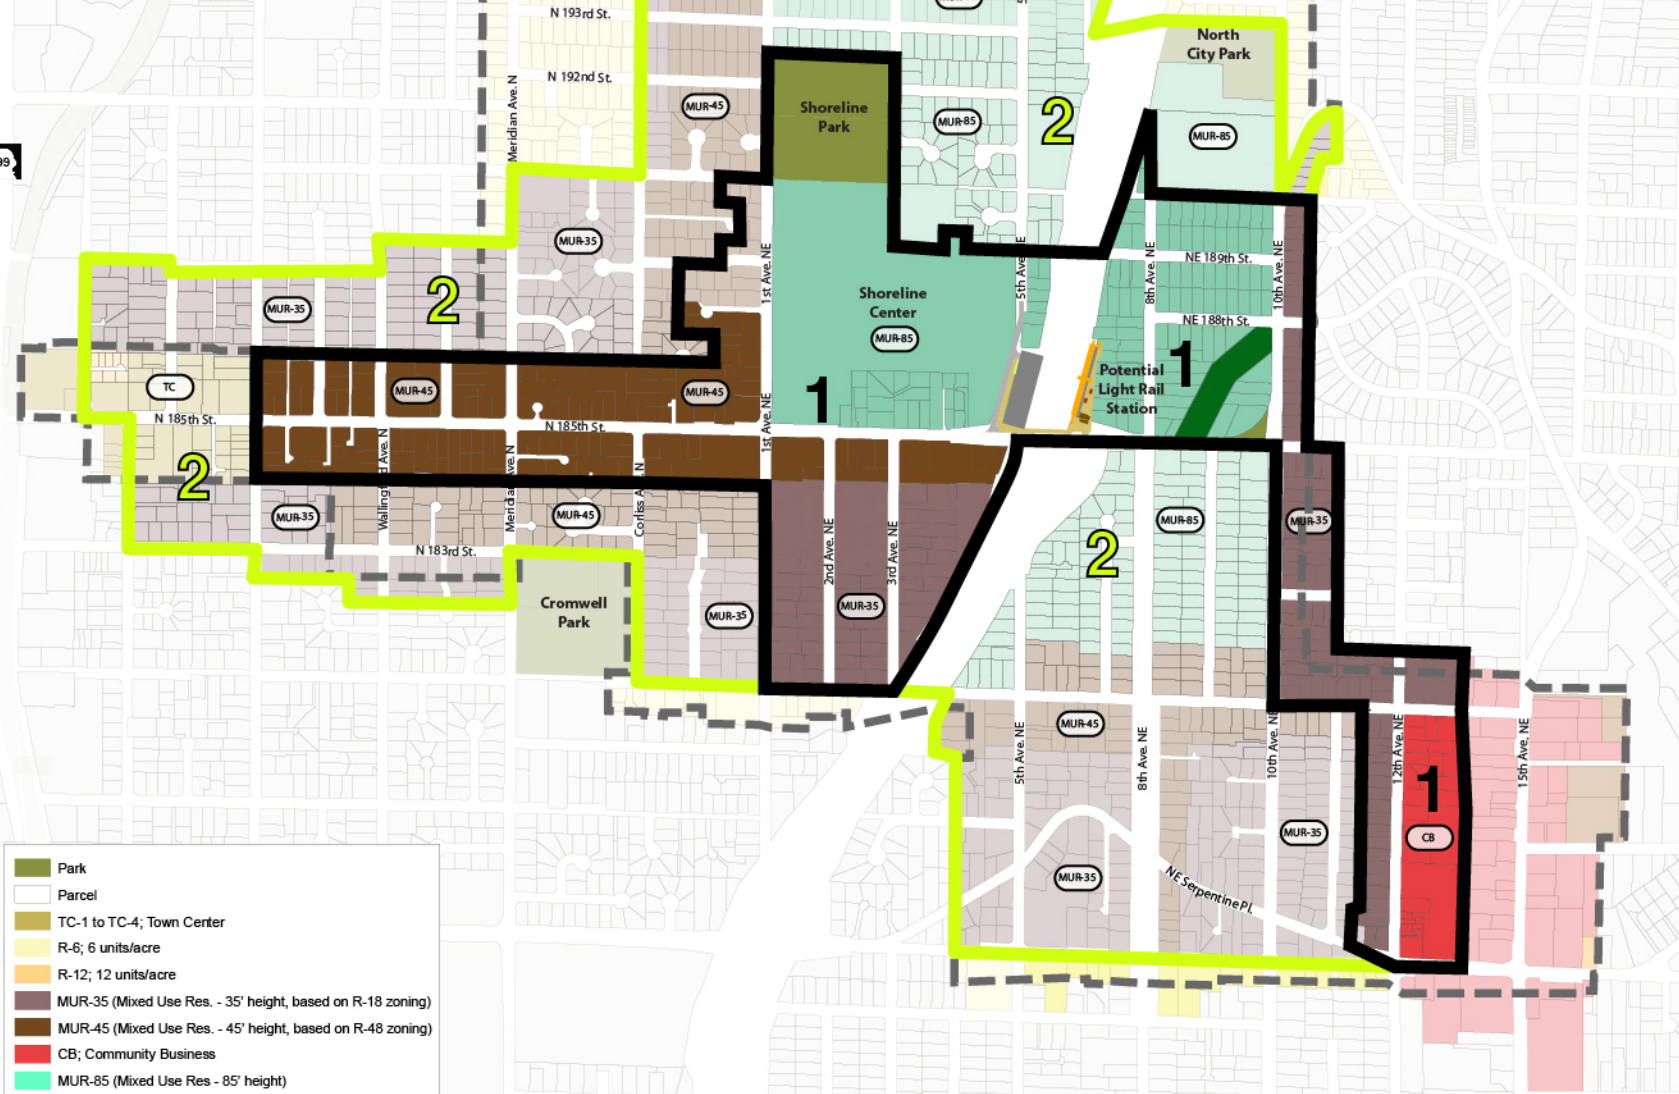 N 193rd St.
North
City Park
N 192nd St.
Meridian Ave. N
MUR-45
Shoreline
Park
MUR-85
2
MUR-85
99
MUR-35
1st Ave. NE
5th Ave. NE
8th Ave. NE
NE 189th St.
10th Ave. NE
2
MUR-35
Shoreline
Center
MUR-85
NE 188th St.
1
Potential
Light Rail
Station
TC
MUR-45
MUR-45
1
N 185th St.
N 185th St.
1st Ave. NE
2
Meridian Ave. N
Corliss A. N
MUR-35
MUR-45
MUR-85
MUR-35
N 183rd St.
2nd Ave. NE
3rd Ave. NE
2
Cromwell
Park
MUR-35
MUR-35
MUR-45
5th Ave. NE
8th Ave. NE
10th Ave. NE
12th Ave. NE
15th Ave. NE
1
MUR-35
CB
MUR-35
NE Serpentine Pl.
Park
Parcel
TC-1 to TC-4; Town Center
R-6; 6 units/acre
R-12; 12 units/acre
MUR-35 (Mixed Use Res. - 35' height, based on R-18 zoning)
MUR-45 (Mixed Use Res. - 45' height, based on R-48 zoning)
CB; Community Business
MUR-85 (Mixed Use Res - 85' height)